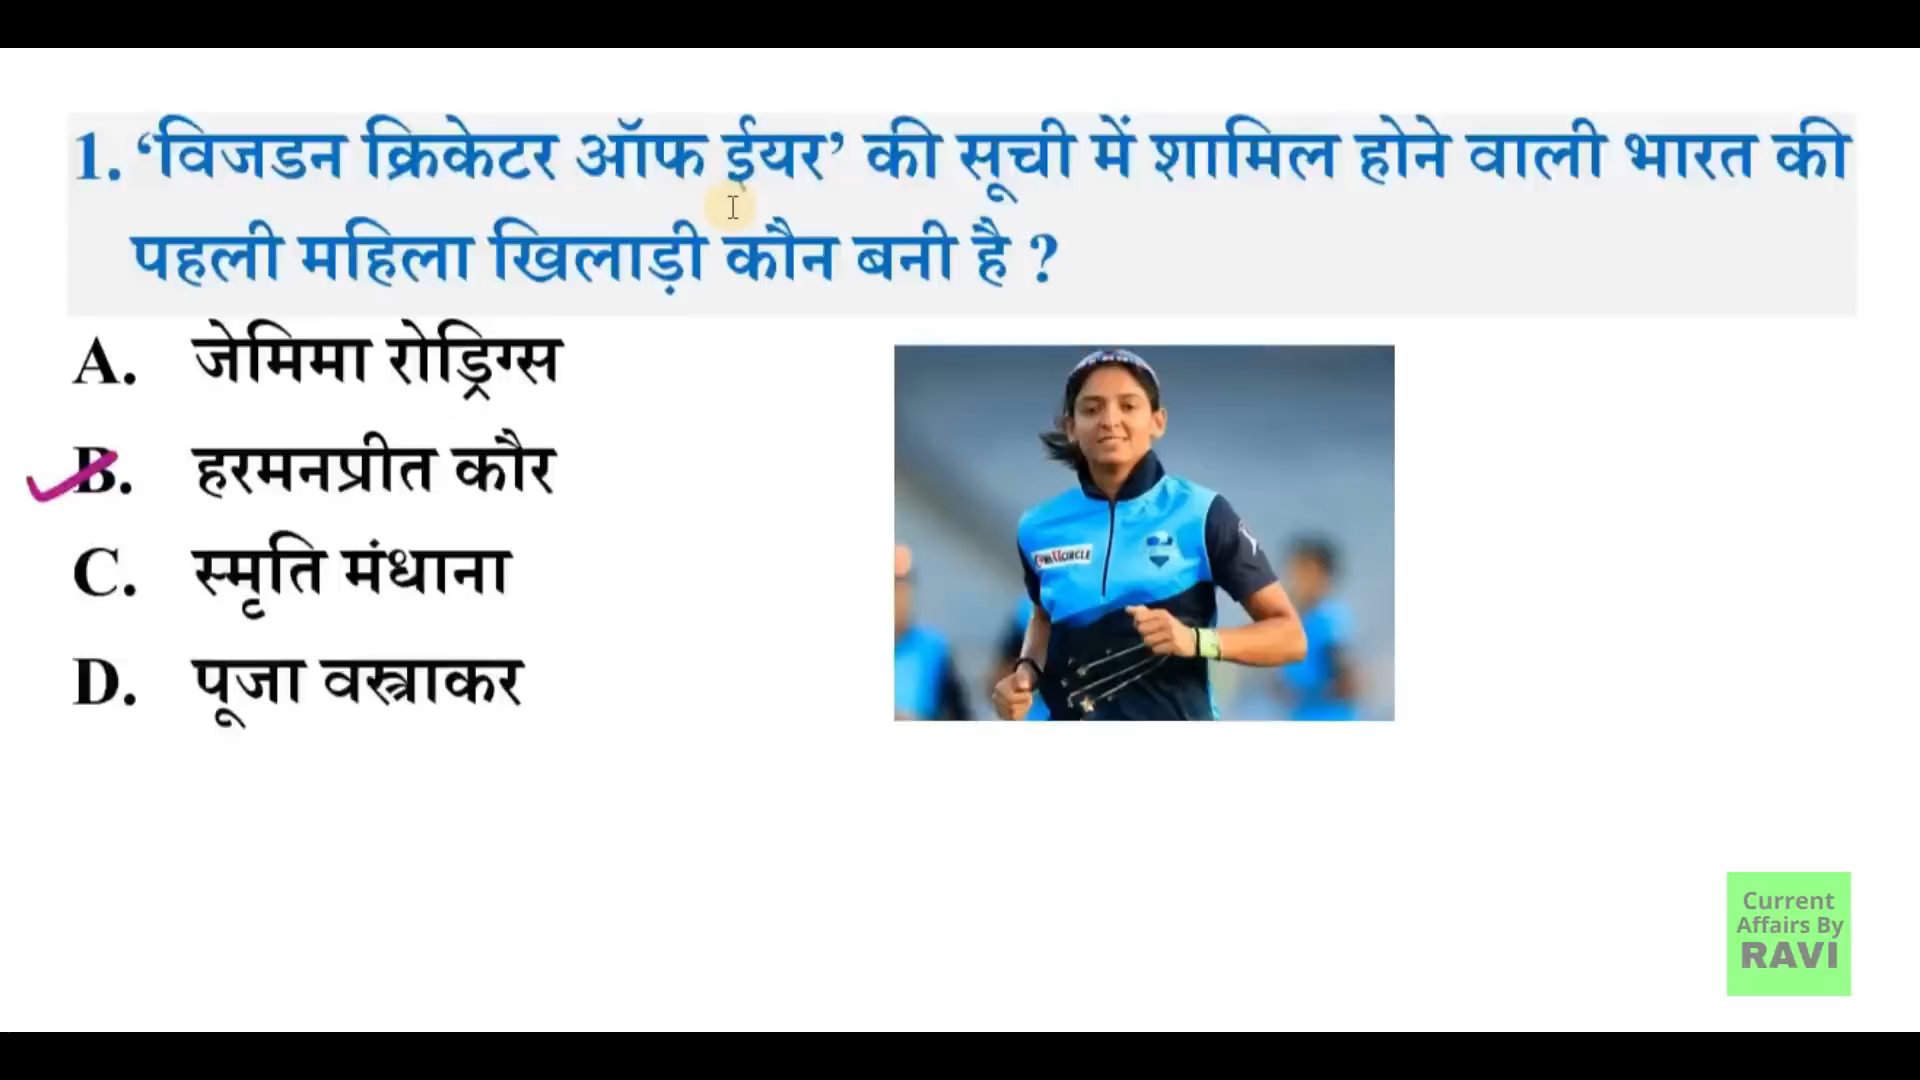 1. ‘विजडन क्रिकेटर ऑफ ईयर’ की सूची में शामिल होने वाली भारत की
पहली महिला खिलाड़ी कौन बनी है ?
A. जेमिमा रोड्रिग्स
B. हरमनप्रीत कौर
C. स्मृति मंधाना
D. पूजा वस्त्राकर
Current
Affairs By
RAVI